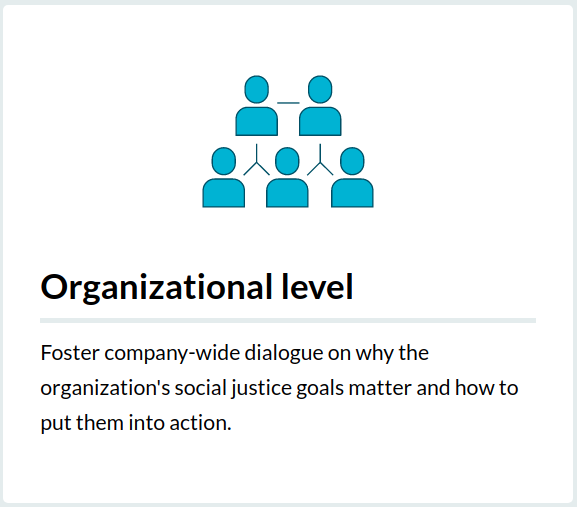 Organizational level
Foster company-wide dialogue on why the
organization's social justice goals matter and how to
put them into action.